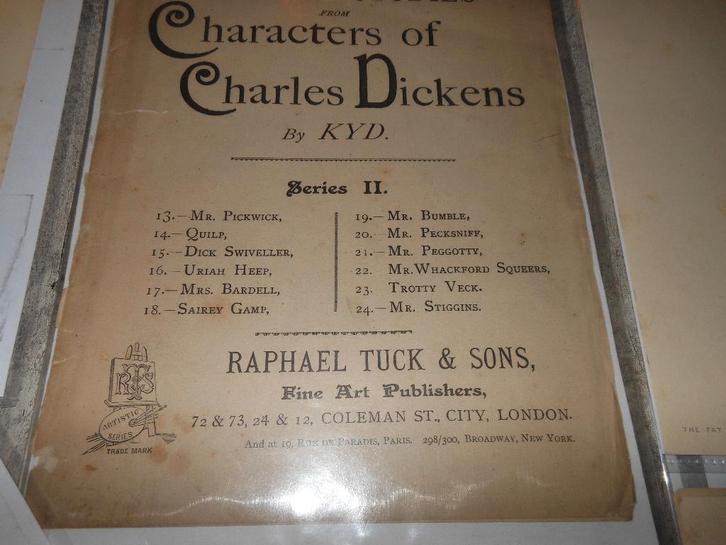 FROM
Characters of
Charles Dickens
By KYD.
Series II.
13.—MR. PICKWICK,
14.—QUILP,
15.—DICK SWIVELLER,
16.—URIAH HEEP,
17.—MRS. BARDELL,
18.—SAIREY GAMP,
19.—MR. BUMBLE,
20. MR. PECKSNIFF,
21.—MR. PEGGOTTY,
22. MR. WHACKFORD SQUEERS,
23. TROTTY VECK.
24.—MR. STIGGINS.
RAPHAEL TUCK & SONS,
Fine Art Publishers,
72 & 73, 24 & 12, COLEMAN ST., CITY, LONDON.
And at 19, RUE DE PARADIS, PARIS. 298/300, BROADWAY, NEW YORK.
RTS
ARTISTIC
SERIES
TRADE MARK
THE FAT